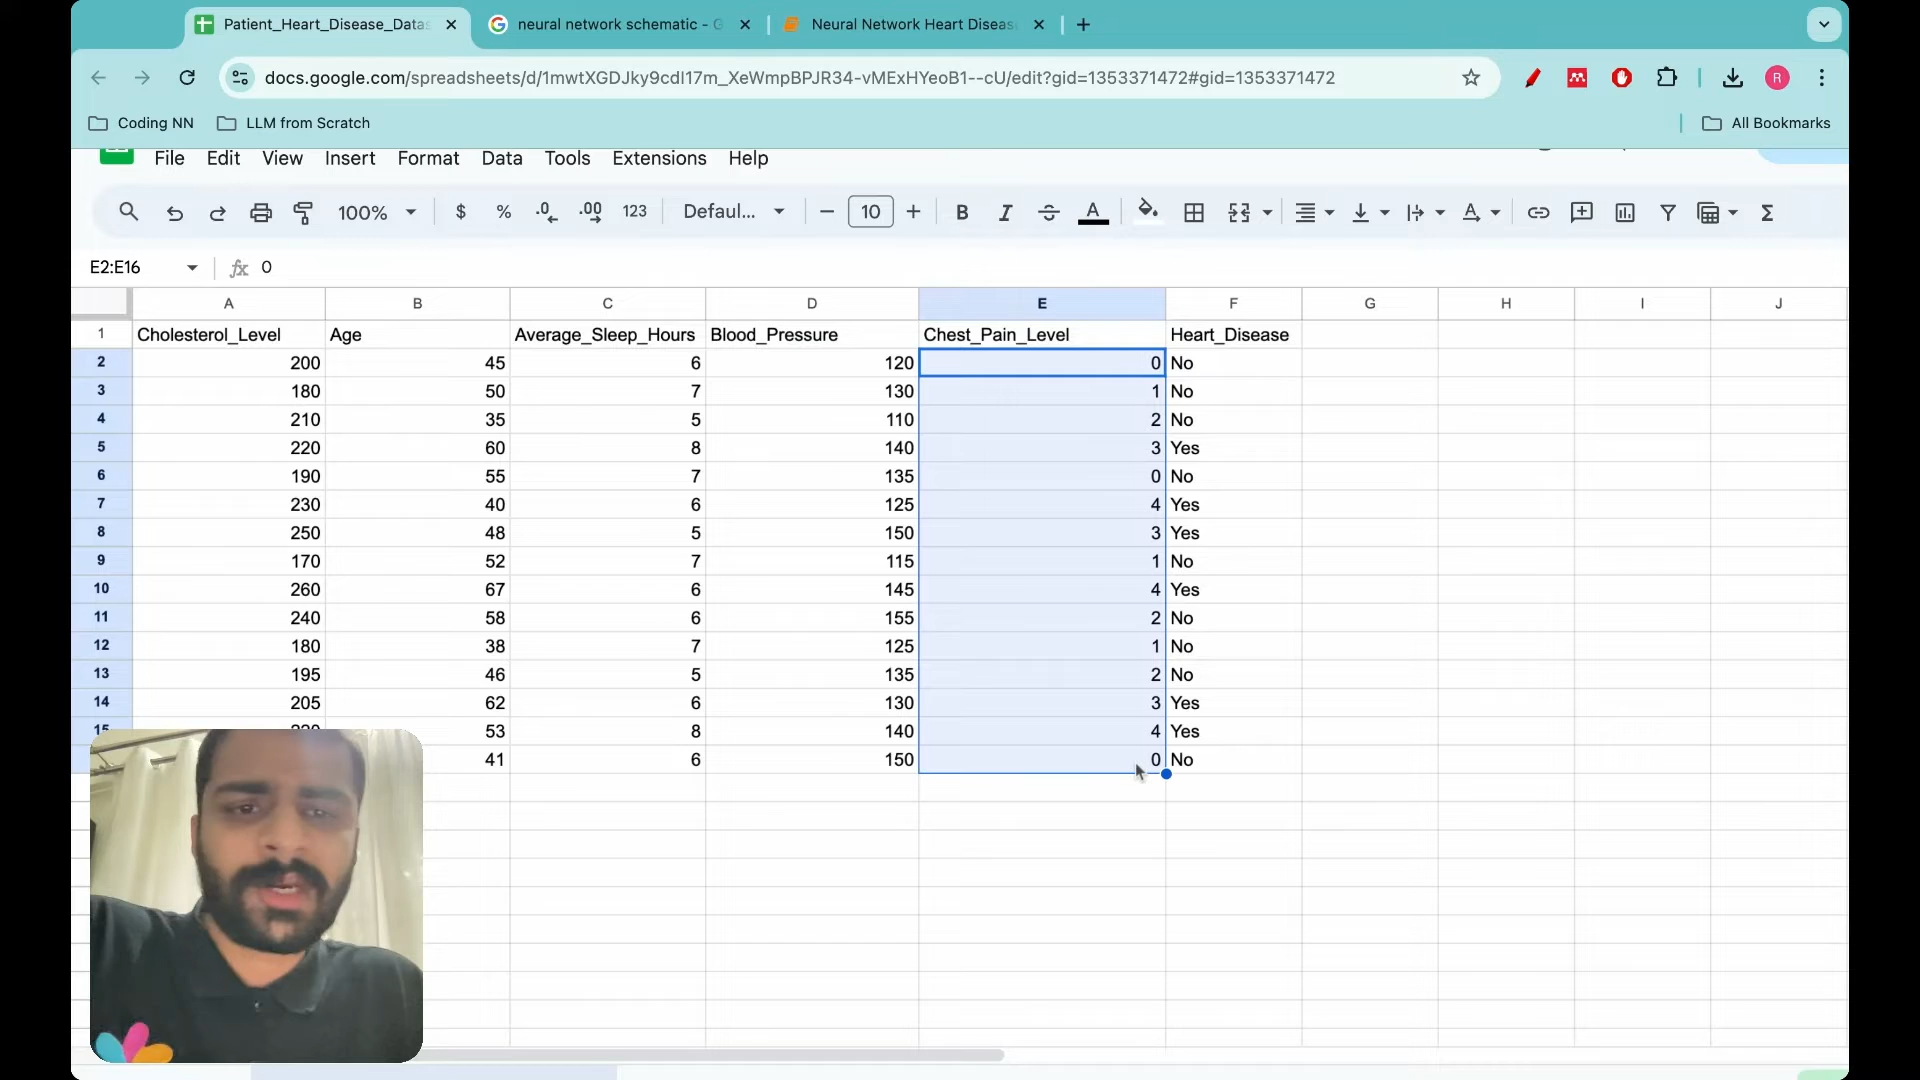 Patient_Heart_Disease_Datas
neural network schematic - G
Neural Network Heart Diseas
docs.google.com/spreadsheets/d/1mwtXGDJky9cdI17m_XeWmpBPJR34-vMExHYeoB1--cU/edit?gid=1353371472#gid=1353371472
R
Coding NN
LLM from Scratch
All Bookmarks
File Edit View Insert Format Data Tools Extensions Help
100% $ % .0 .00 123 Defaul... 10 B I S A Σ
E2:E16 fx 0
A B C D E F G H I J
1 Cholesterol_Level Age Average_Sleep_Hours Blood_Pressure Chest_Pain_Level Heart_Disease
2 200 45 6 120 0 No
3 180 50 7 130 1 No
4 210 35 5 110 2 No
5 220 60 8 140 3 Yes
6 190 55 7 135 0 No
7 230 40 6 125 4 Yes
8 250 48 5 150 3 Yes
9 170 52 7 115 1 No
10 260 67 6 145 4 Yes
11 240 58 6 155 2 No
12 180 38 7 125 1 No
13 195 46 5 135 2 No
14 205 62 6 130 3 Yes
15 53 8 140 4 Yes
41 6 150 0 No